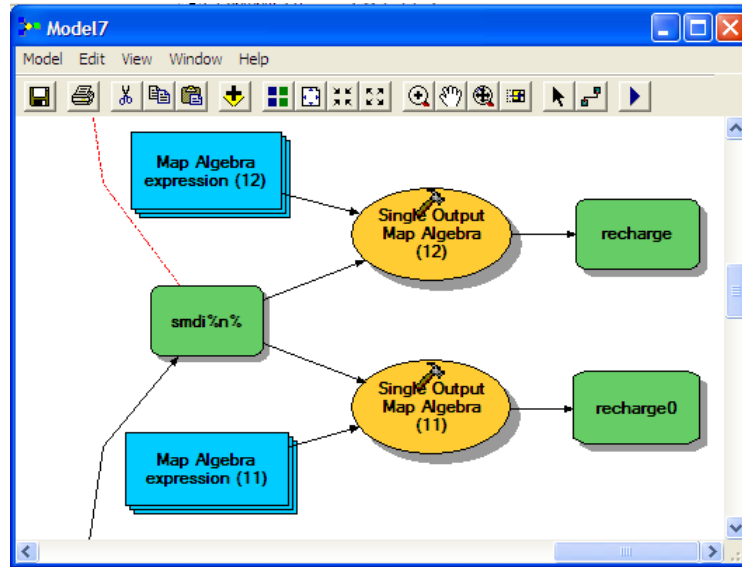 Model7
Model Edit View Window Help
Map Algebra
expression (12)
Single Output
Map Algebra
(12)
recharge
smdi%n%
Single Output
Map Algebra
(11)
recharge0
Map Algebra
expression (11)